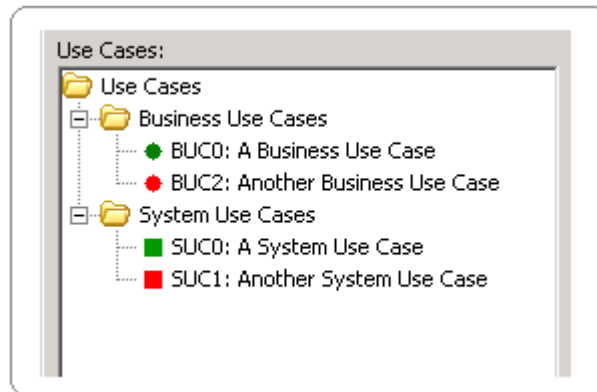 Use Cases:
Use Cases
Business Use Cases
BUC0: A Business Use Case
BUC2: Another Business Use Case
System Use Cases
SUC0: A System Use Case
SUC1: Another System Use Case